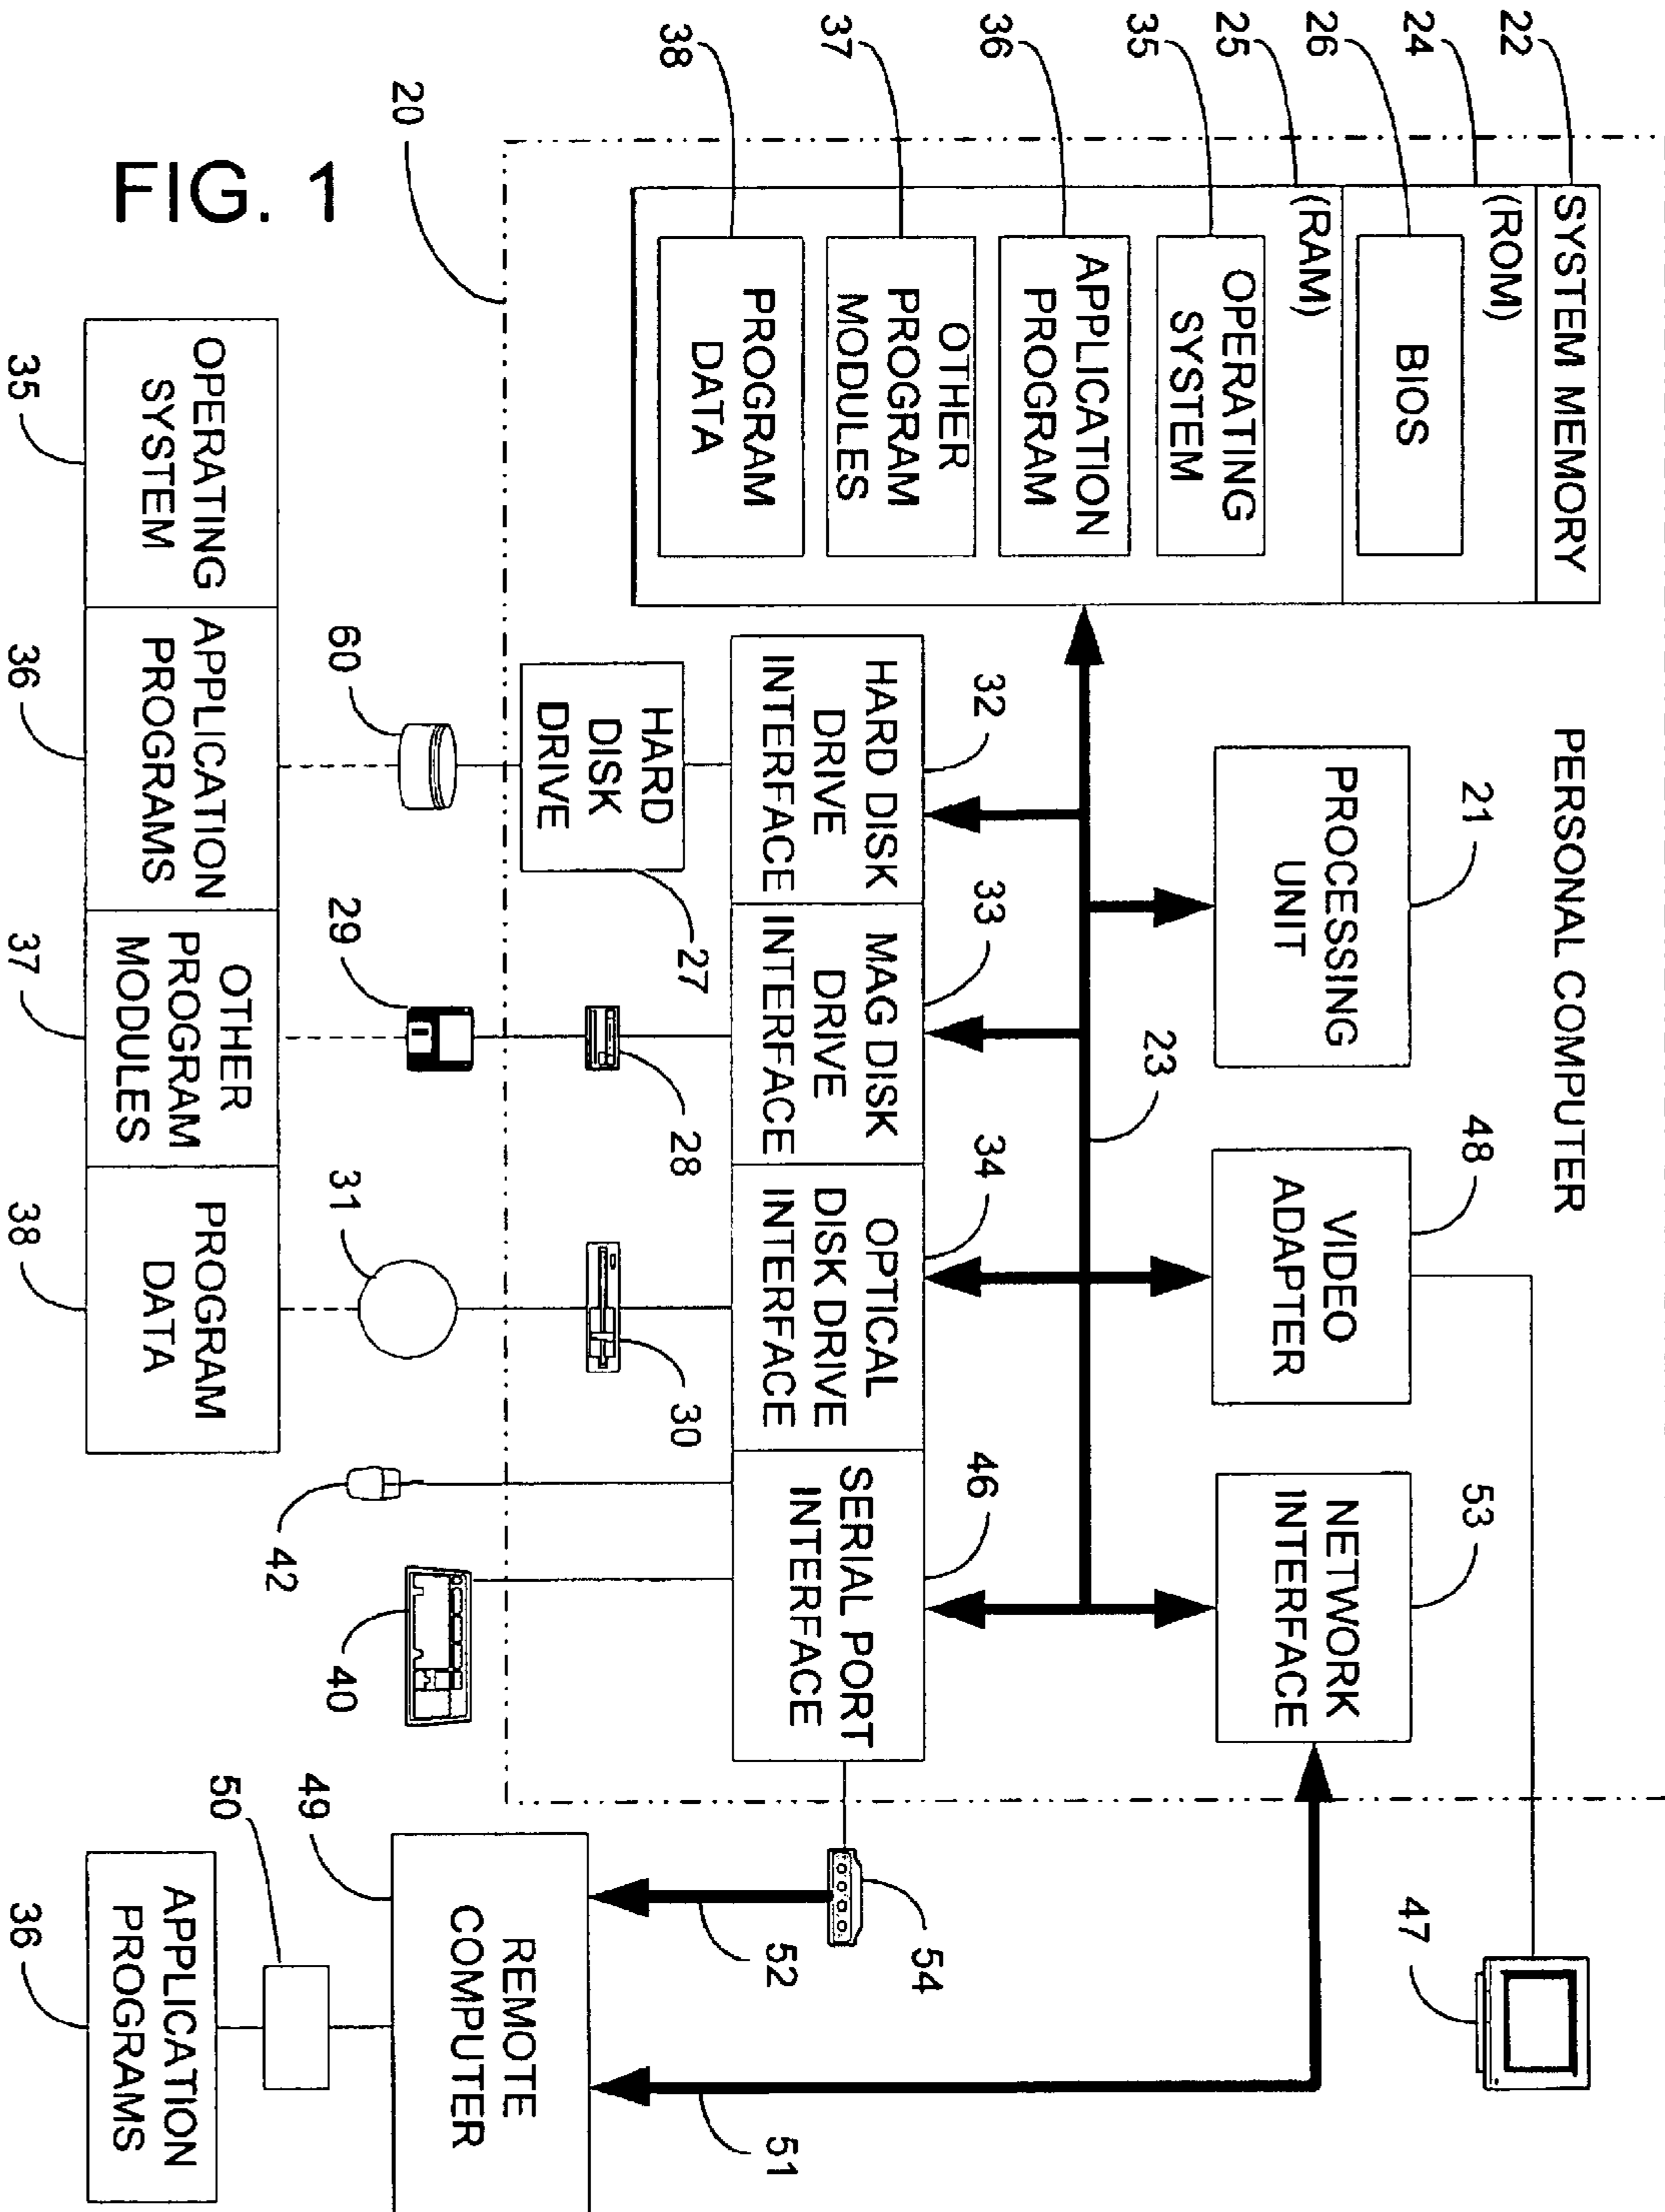 PERSONAL COMPUTER
22
SYSTEM MEMORY
24
(ROM)
26
BIOS
25
(RAM)
35
OPERATING
SYSTEM
36
APPLICATION
PROGRAM
37
OTHER
PROGRAM
MODULES
38
PROGRAM
DATA
20
21
PROCESSING
UNIT
48
VIDEO
ADAPTER
53
NETWORK
INTERFACE
47
23
32
HARD DISK
DRIVE
INTERFACE
33
MAG DISK
DRIVE
INTERFACE
34
OPTICAL
DISK DRIVE
INTERFACE
46
SERIAL PORT
INTERFACE
HARD
DISK
DRIVE
27
28
30
54
52
51
60
29
31
42
40
49
REMOTE
COMPUTER
50
OPERATING
SYSTEM
35
APPLICATION
PROGRAMS
36
OTHER
PROGRAM
MODULES
37
PROGRAM
DATA
38
APPLICATION
PROGRAMS
36
FIG. 1